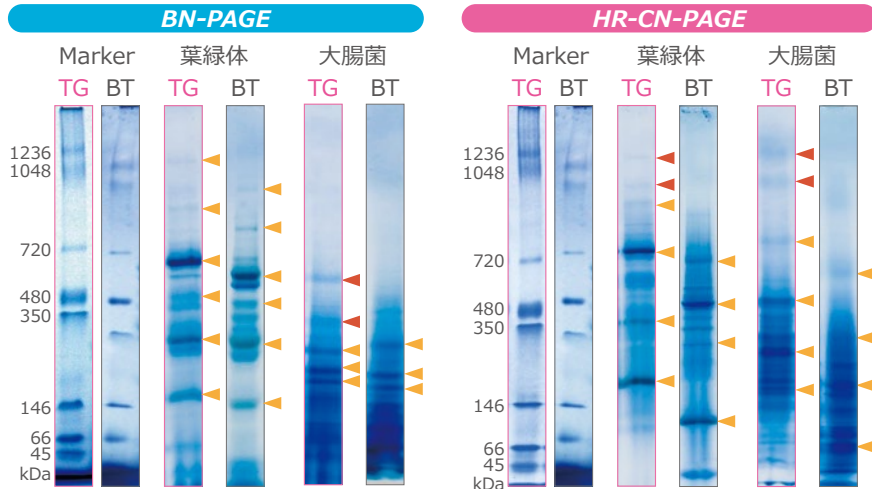 BN-PAGE
Marker 葉緑体 大腸菌
TG BT TG BT TG BT
1236
1048
720
480
350
146
66
45
kDa
HR-CN-PAGE
Marker 葉緑体 大腸菌
TG BT TG BT TG BT
1236
1048
720
480
350
146
66
45
kDa